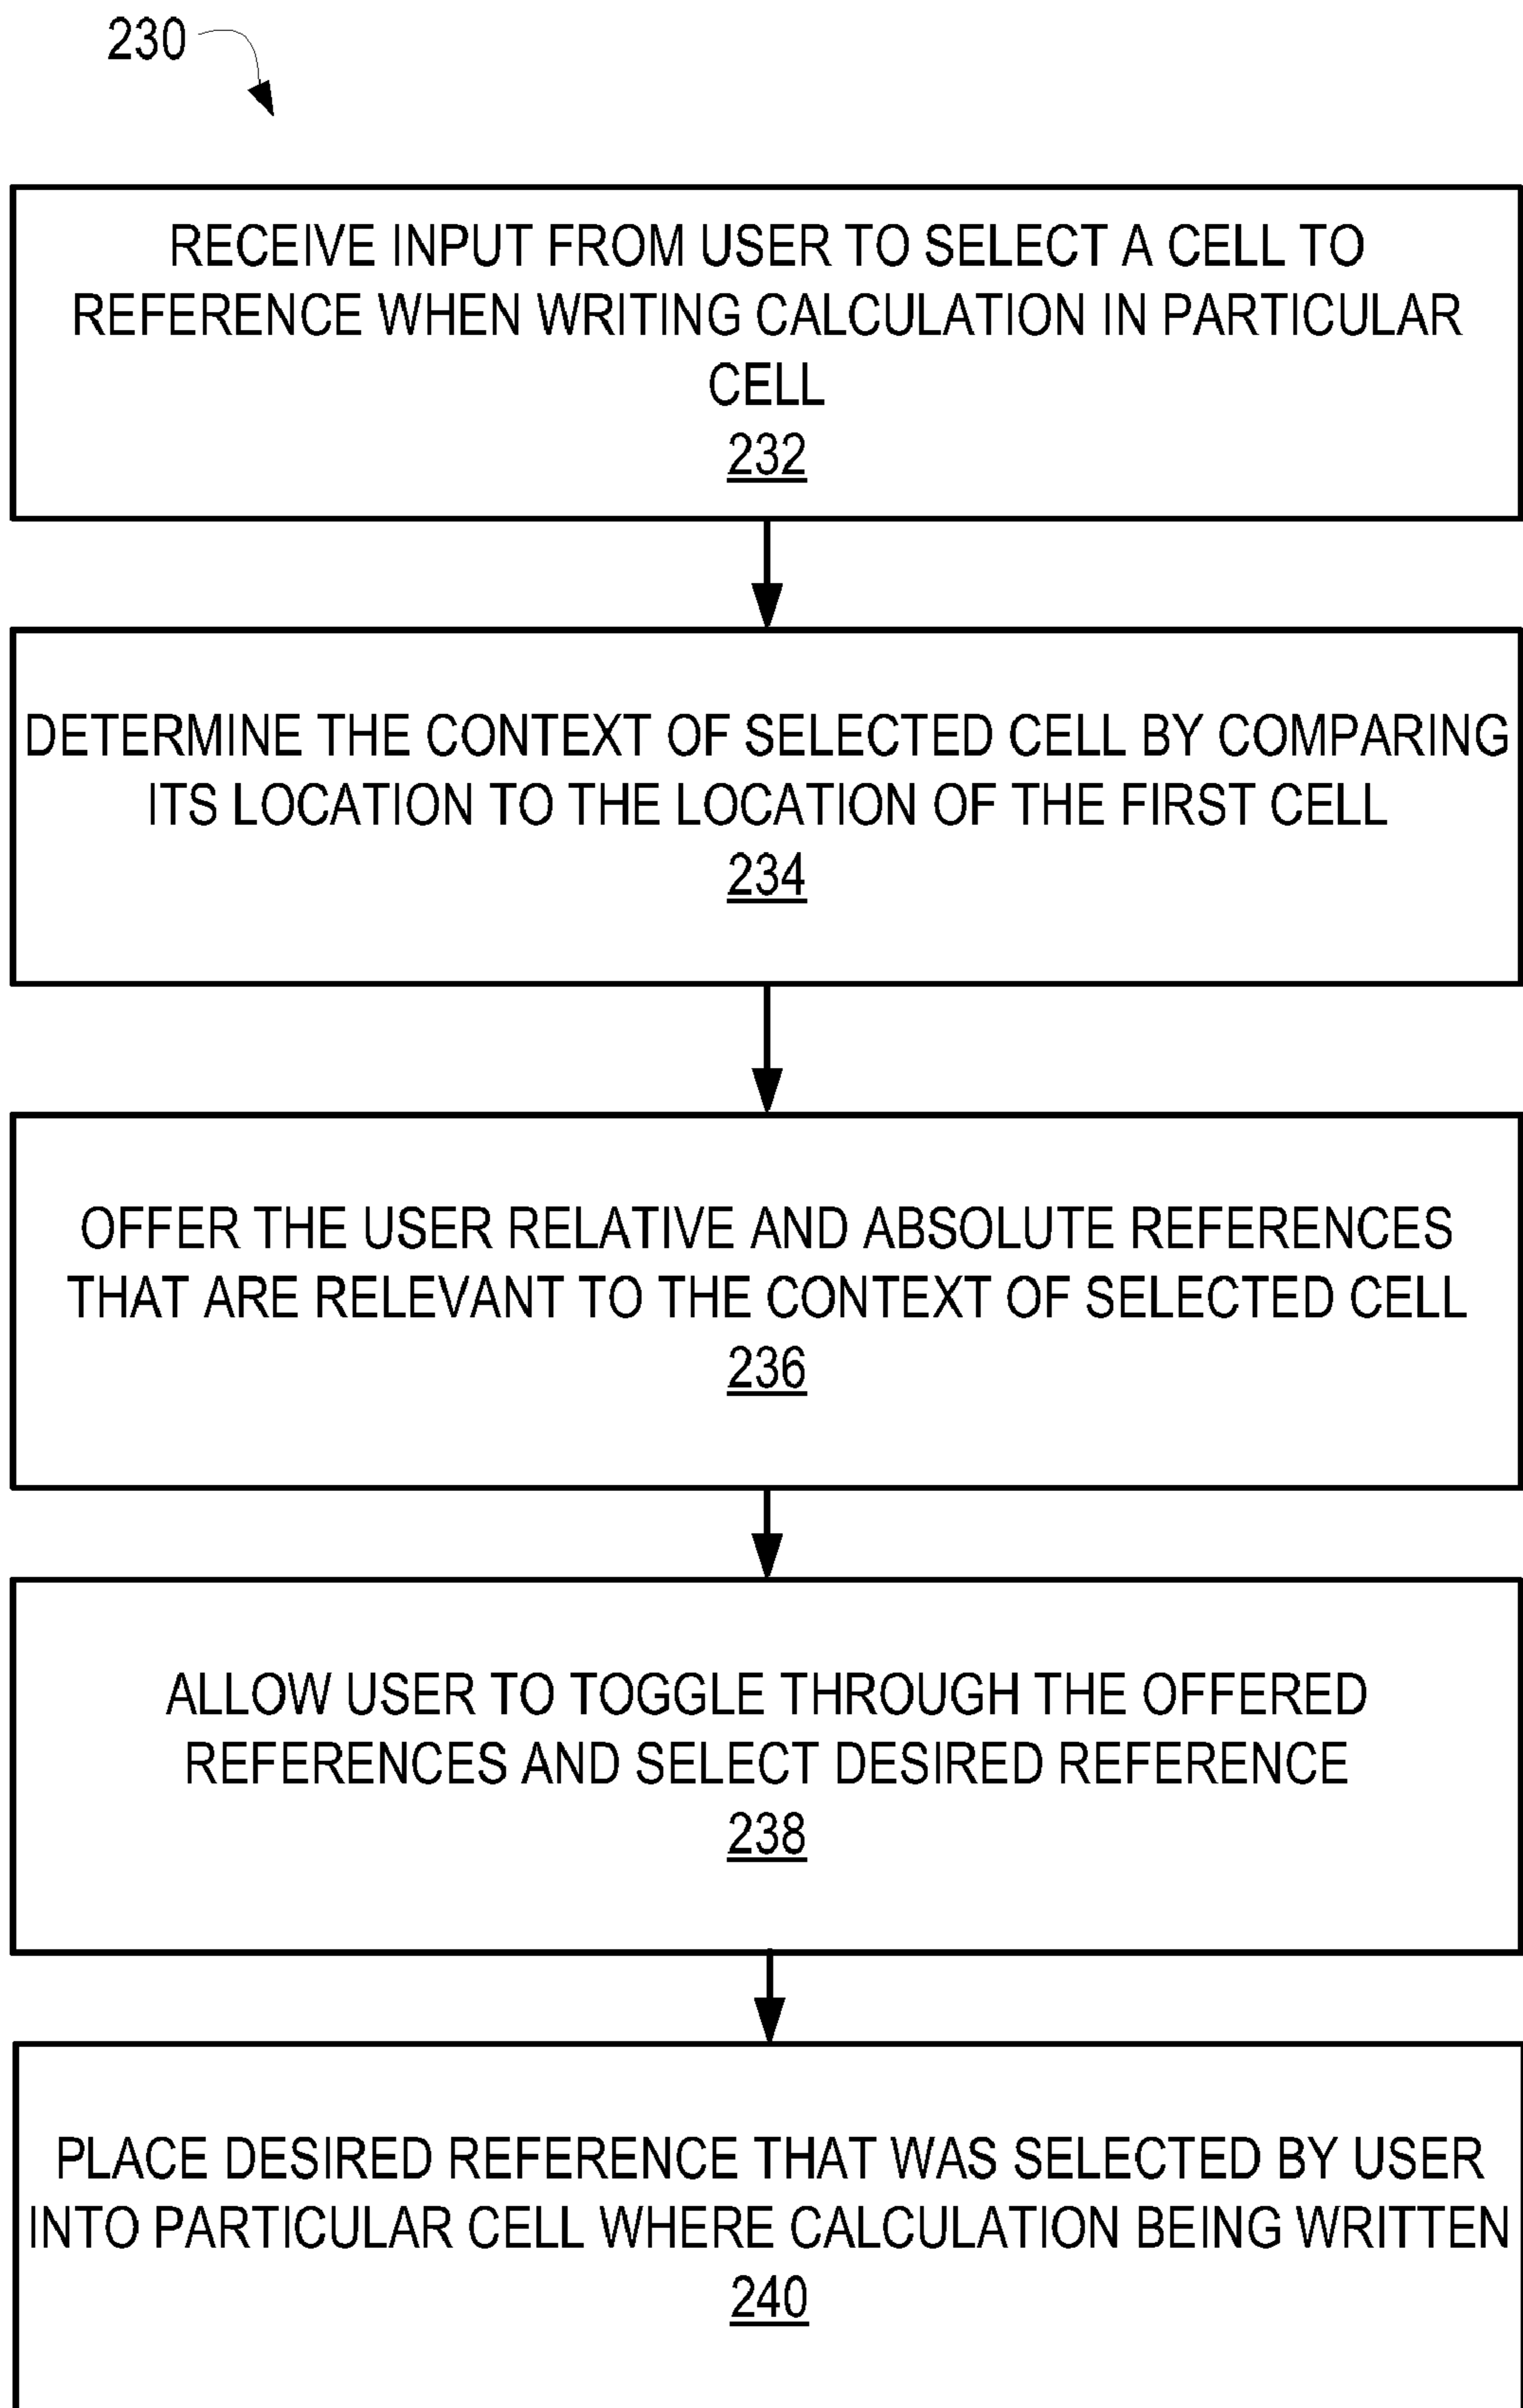 230
RECEIVE INPUT FROM USER TO SELECT A CELL TO
REFERENCE WHEN WRITING CALCULATION IN PARTICULAR
CELL
232
DETERMINE THE CONTEXT OF SELECTED CELL BY COMPARING
ITS LOCATION TO THE LOCATION OF THE FIRST CELL
234
OFFER THE USER RELATIVE AND ABSOLUTE REFERENCES
THAT ARE RELEVANT TO THE CONTEXT OF SELECTED CELL
236
ALLOW USER TO TOGGLE THROUGH THE OFFERED
REFERENCES AND SELECT DESIRED REFERENCE
238
PLACE DESIRED REFERENCE THAT WAS SELECTED BY USER
INTO PARTICULAR CELL WHERE CALCULATION BEING WRITTEN
240